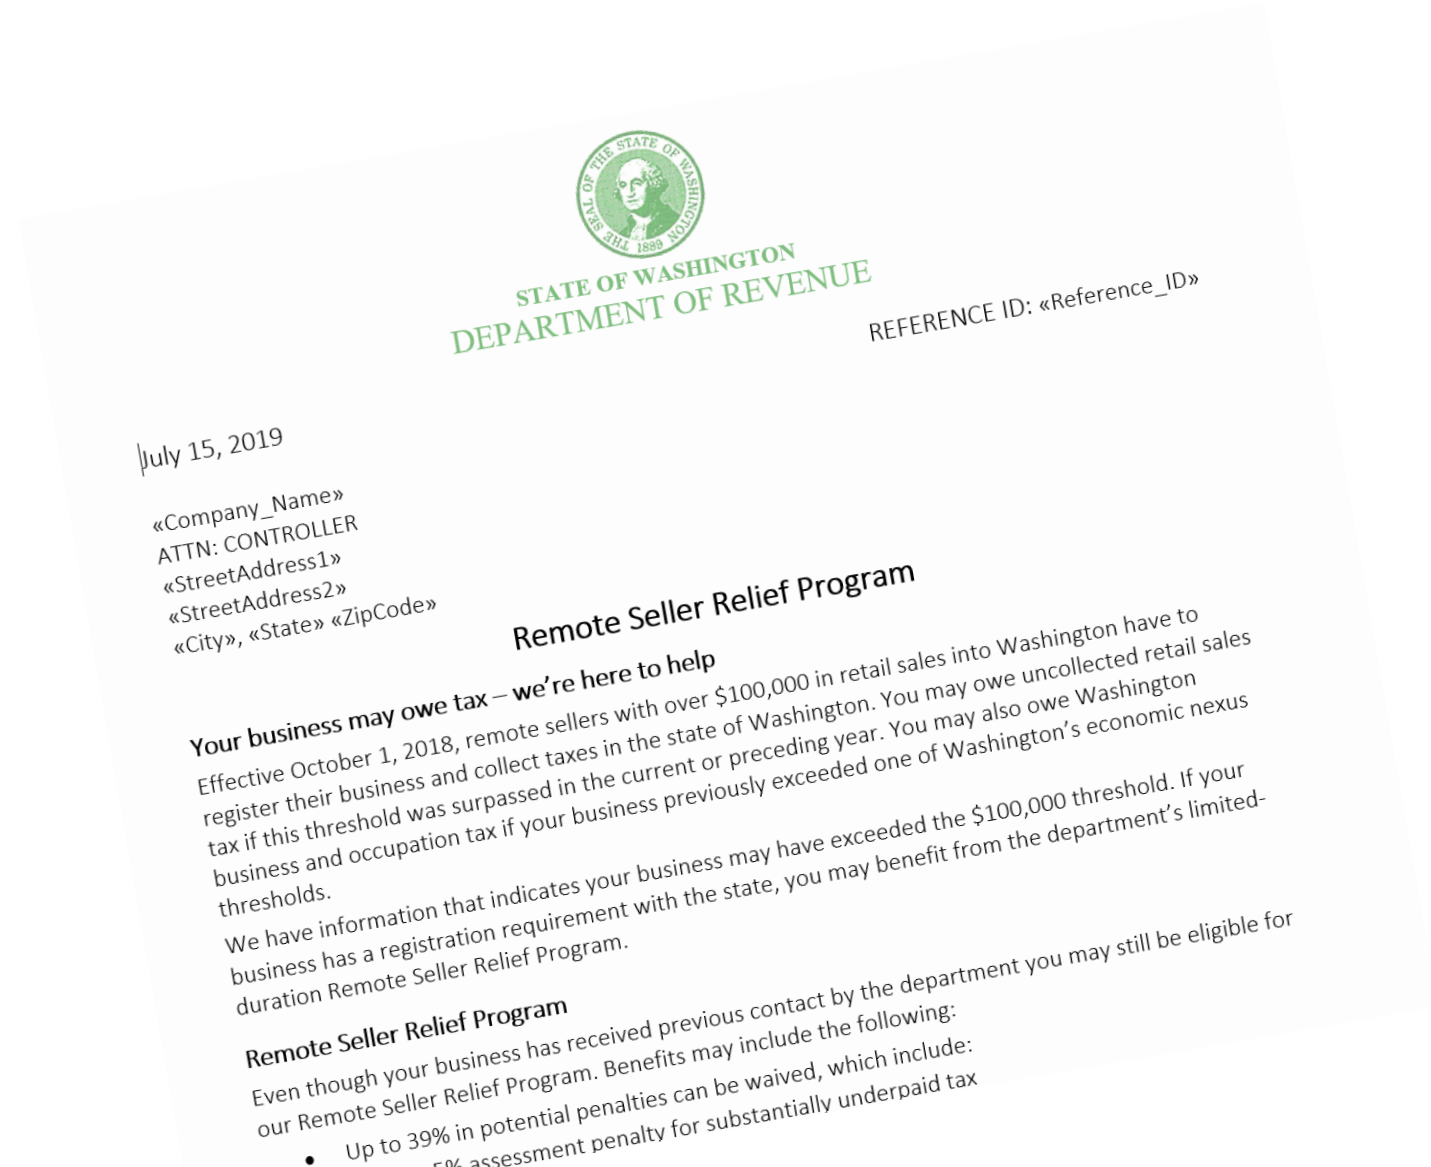 THE SEAL OF THE STATE OF WASHINGTON
1889
STATE OF WASHINGTON
DEPARTMENT OF REVENUE
REFERENCE ID: «Reference_ID»
July 15, 2019
«Company_Name»
ATTN: CONTROLLER
«StreetAddress1»
«StreetAddress2»
«City», «State» «ZipCode»
Remote Seller Relief Program
Your business may owe tax – we're here to help
Effective October 1, 2018, remote sellers with over $100,000 in retail sales into Washington have to
register their business and collect taxes in the state of Washington. You may owe uncollected retail sales
tax if this threshold was surpassed in the current or preceding year. You may also owe Washington
business and occupation tax if your business previously exceeded one of Washington's economic nexus
thresholds.
We have information that indicates your business may have exceeded the $100,000 threshold. If your
business has a registration requirement with the state, you may benefit from the department's limited-
duration Remote Seller Relief Program.
Remote Seller Relief Program
Even though your business has received previous contact by the department you may still be eligible for
our Remote Seller Relief Program. Benefits may include the following:
• Up to 39% in potential penalties can be waived, which include:
5% assessment penalty for substantially underpaid tax